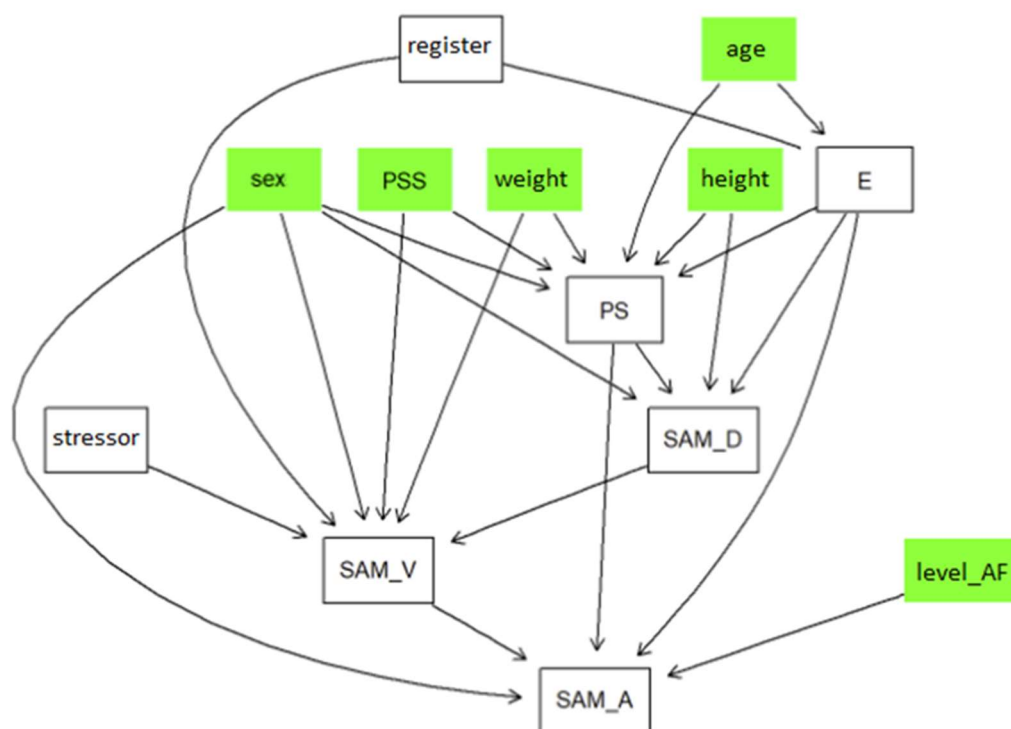 register
age
sex
PSS
weight
height
E
PS
stressor
SAM_D
SAM_V
level_AF
SAM_A